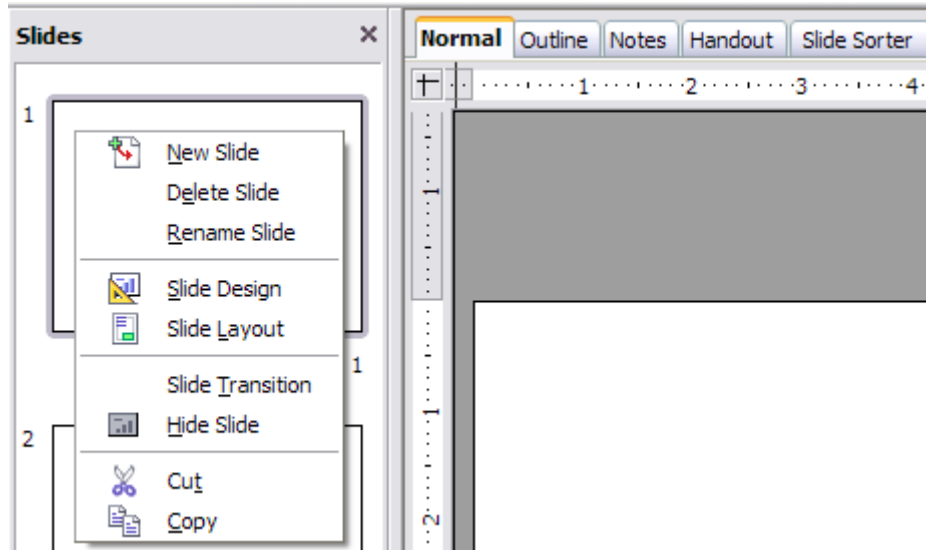 Slides
Normal Outline Notes Handout Slide Sorter
1 2 3 4
1
New Slide
Delete Slide
Rename Slide
Slide Design
Slide Layout
Slide Transition
Hide Slide
Cut
Copy
1
2
1
1
2